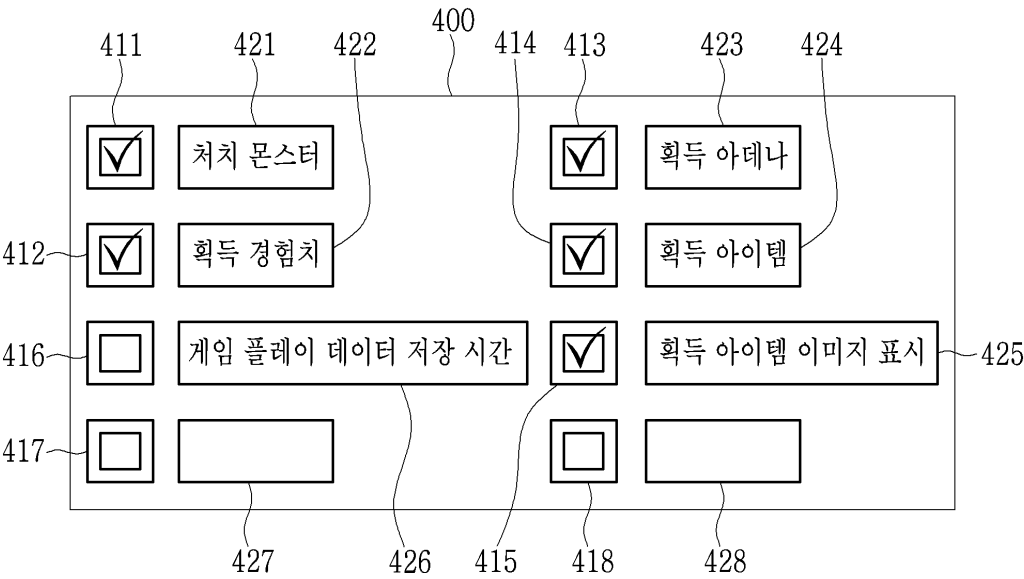 400
411 421 422 414 413 423 424
처치 몬스터 획득 아데나
412 획득 경험치 획득 아이템
416 게임 플레이 데이터 저장 시간 획득 아이템 이미지 표시 425
417
427 426 415 418 428